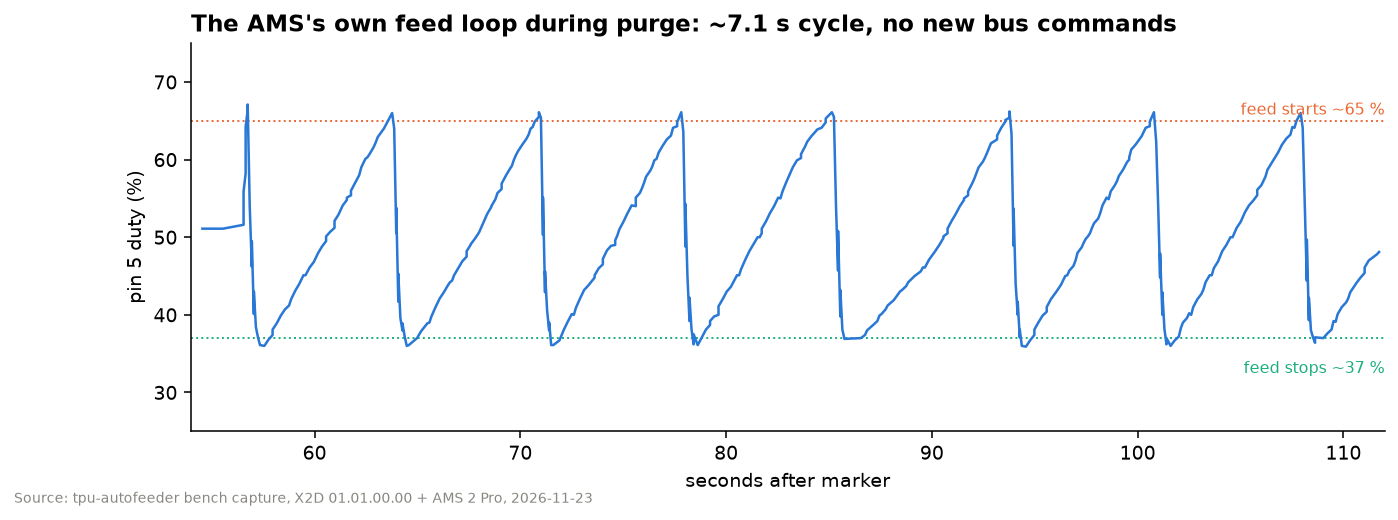 The AMS's own feed loop during purge: ~7.1 s cycle, no new bus commands
pin 5 duty (%)
70
60
50
40
30
feed starts ~65 %
feed stops ~37 %
60
70
80
90
100
110
seconds after marker
Source: tpu-autofeeder bench capture, X2D 01.01.00.00 + AMS 2 Pro, 2026-11-23